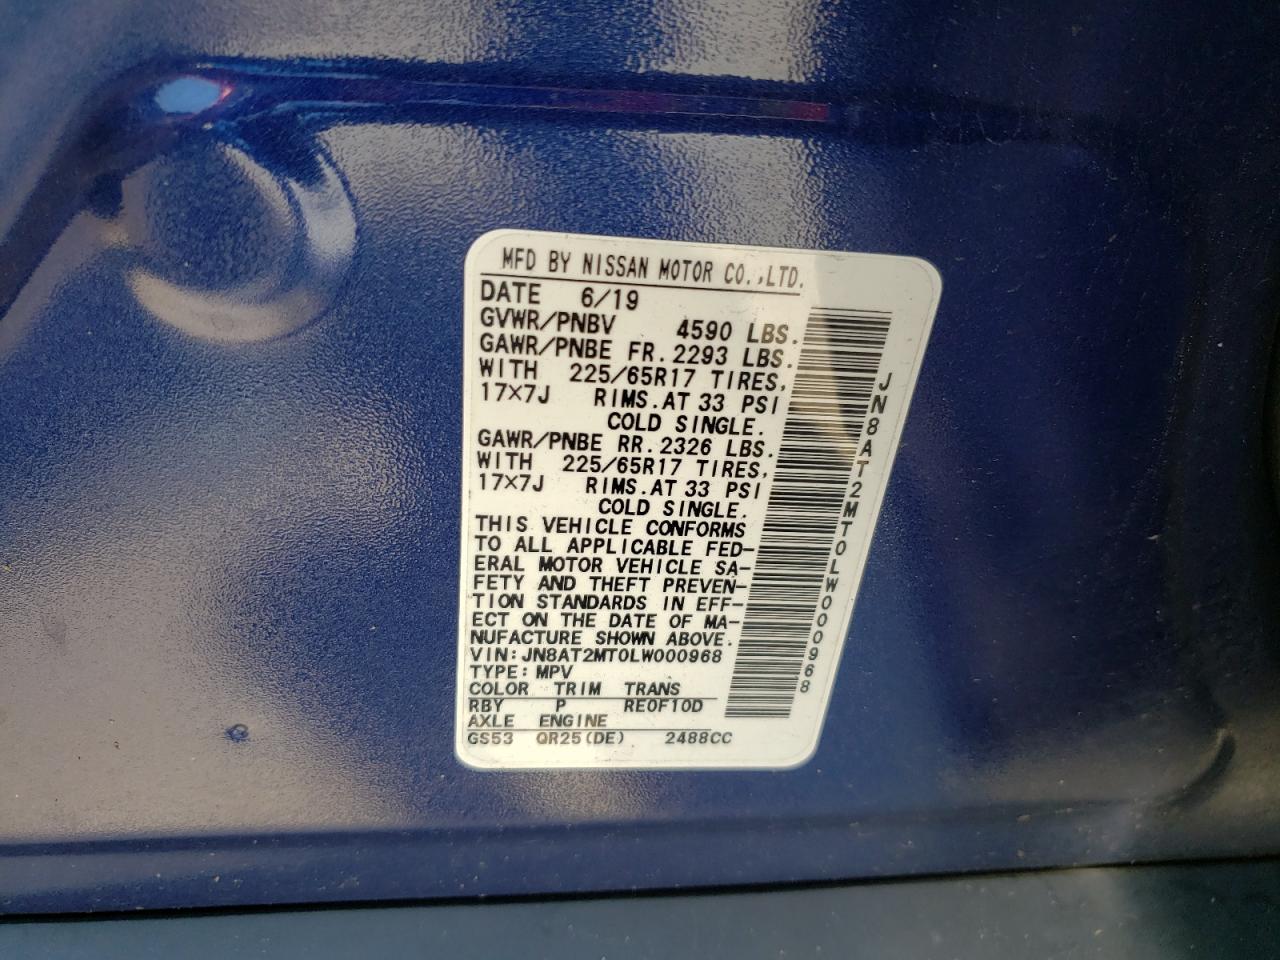 MFD BY NISSAN MOTOR CO.,LTD.
DATE 6/19
GVWR/PNBV 4590 LBS.
GAWR/PNBE FR.2293 LBS.
WITH 225/65R17 TIRES,
17×7J RIMS.AT 33 PSI
COLD SINGLE.
GAWR/PNBE RR.2326 LBS.
WITH 225/65R17 TIRES,
17×7J RIMS.AT 33 PSI
COLD SINGLE.
THIS VEHICLE CONFORMS
TO ALL APPLICABLE FED-
ERAL MOTOR VEHICLE SA-
FETY AND THEFT PREVEN-
TION STANDARDS IN EFF-
ECT ON THE DATE OF MA-
NUFACTURE SHOWN ABOVE.
VIN:JN8AT2MT0LW000968
TYPE:MPV
COLOR TRIM TRANS
RBY P RE0F10D
AXLE ENGINE
GS53 QR25(DE) 2488CC
JN8AT2MT0LW000968